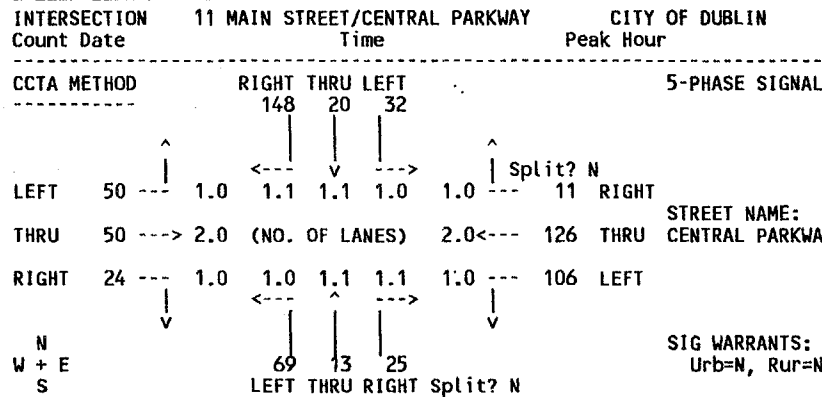 INTERSECTION 11 MAIN STREET/CENTRAL PARKWAY CITY OF DUBLIN
Count Date Time Peak Hour
--------------------------------------------------------------------------------
CCTA METHOD RIGHT THRU LEFT 5-PHASE SIGNAL
----------- 148 20 32
^ | | | ^
| <--- v ---> | Split? N
LEFT 50 --- 1.0 1.1 1.1 1.0 1.0 --- 11 RIGHT
STREET NAME:
THRU 50 ---> 2.0 (NO. OF LANES) 2.0<--- 126 THRU CENTRAL PARKWA
RIGHT 24 --- 1.0 1.0 1.1 1.1 1.0 --- 106 LEFT
| <--- ^ ---> |
v | | | v
N SIG WARRANTS:
W + E 69 13 25 Urb=N, Rur=N
S LEFT THRU RIGHT Split? N